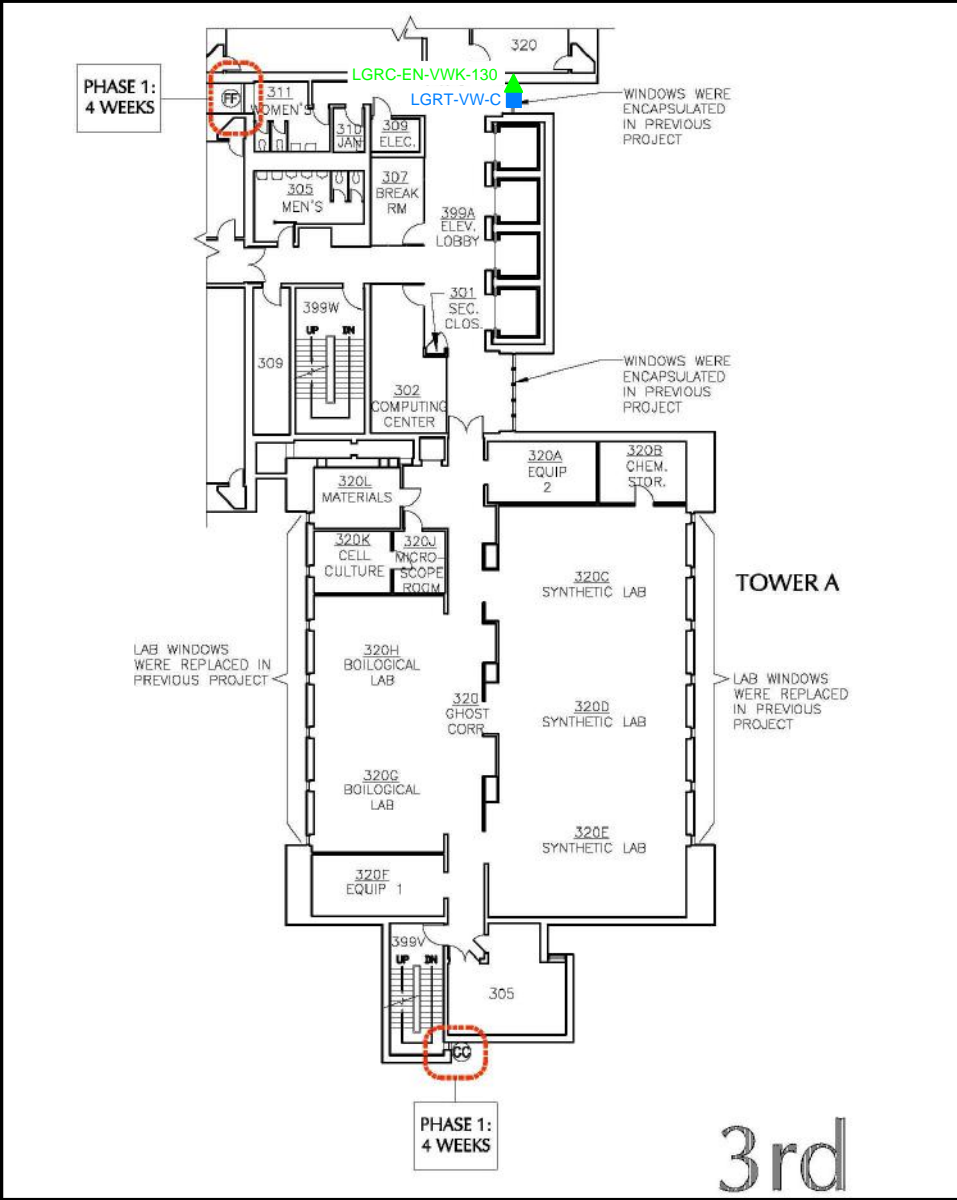 320
LGRC-EN-VWK-130
LGRT-VW-C
WINDOWS WERE
ENCAPSULATED
IN PREVIOUS
PROJECT
PHASE 1:
4 WEEKS
FF
311
WOMEN'S
310
JAN
309
ELEC.
307
BREAK
RM
305
MEN'S
399A
ELEV.
LOBBY
301
SEC.
CLOS.
399W
UP DN
309
302
COMPUTING
CENTER
WINDOWS WERE
ENCAPSULATED
IN PREVIOUS
PROJECT
320A
EQUIP
2
320B
CHEM.
STOR.
320L
MATERIALS
320K
CELL
CULTURE
320J
MICRO-
SCOPE
ROOM
320C
SYNTHETIC LAB
TOWER A
LAB WINDOWS
WERE REPLACED IN
PREVIOUS PROJECT
320H
BOILOGICAL
LAB
320
GHOST
CORR
320D
SYNTHETIC LAB
LAB WINDOWS
WERE REPLACED
IN PREVIOUS
PROJECT
320G
BOILOGICAL
LAB
320E
SYNTHETIC LAB
320F
EQUIP 1
399V
UP DN
305
CC
PHASE 1:
4 WEEKS
3rd